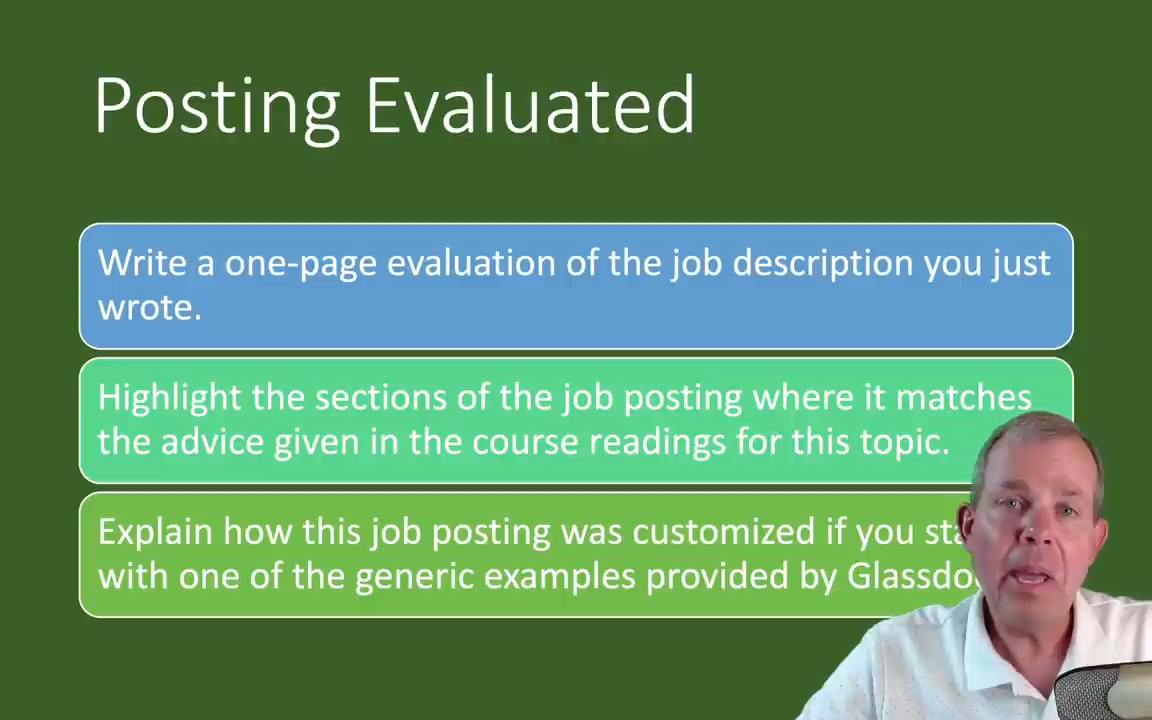 Posting Evaluated
Write a one-page evaluation of the job description you just
wrote.
Highlight the sections of the job posting where it matches
the advice given in the course readings for this topic.
Explain how this job posting was customized if you
with one of the generic examples provided by